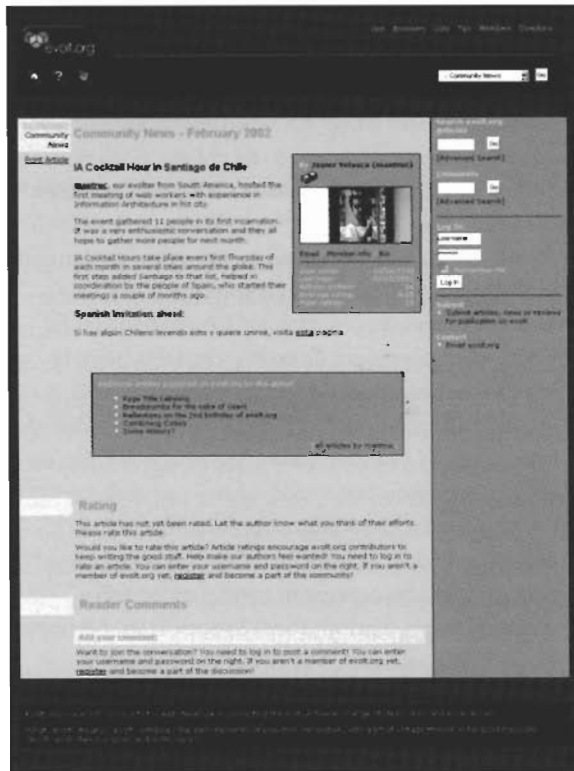 evolt.org
Community News
Go
Community
News
Print Article
Community News - February 2002
IA Cocktail Hour in Santiago de Chile
mantruc, our evolter from South America, hosted the
first meeting of web workers with experience in
Information Architecture in his city.
The event gathered 11 people in its first incarnation.
It was a very enthusiastic conversation and they all
hope to gather more people for next month.
IA Cocktail Hours take place every first Thursday of
each month in several cities around the globe. This
first step added Santiago to that list, helped in
coordination by the people of Spain, who started their
meetings a couple of months ago.
Spanish Invitation ahead:
Si hay algún Chileno leyendo esto y quiere unirse, visita esta página.
Javier Velasco (mantruc)
Email Member info Bio
Page Title Labeling
Breadcrumbs for the sake of users
Reflections on the 2nd birthday of evolt.org
Combining Colors
Some History?
all articles by mantruc
Rating
This article has not yet been rated. Let the author know what you think of their efforts.
Please rate this article.
Would you like to rate this article? Article ratings encourage evolt.org contributors to
keep writing the good stuff. Help make our authors feel wanted! You need to log in to
rate an article. You can enter your username and password on the right. If you aren't a
member of evolt.org yet, register and become a part of the community!
Reader Comments
Add your comment:
Want to join the conversation? You need to log in to post a comment! You can enter
your username and password on the right. If you aren't a member of evolt.org yet,
register and become a part of the discussion!
Search evolt.org
articles
Go
[Advanced Search]
Comments
Go
[Advanced Search]
Log In
username
Log in
Submit
Submit articles, news or reviews
for publication on evolt
Contact
Email evolt.org